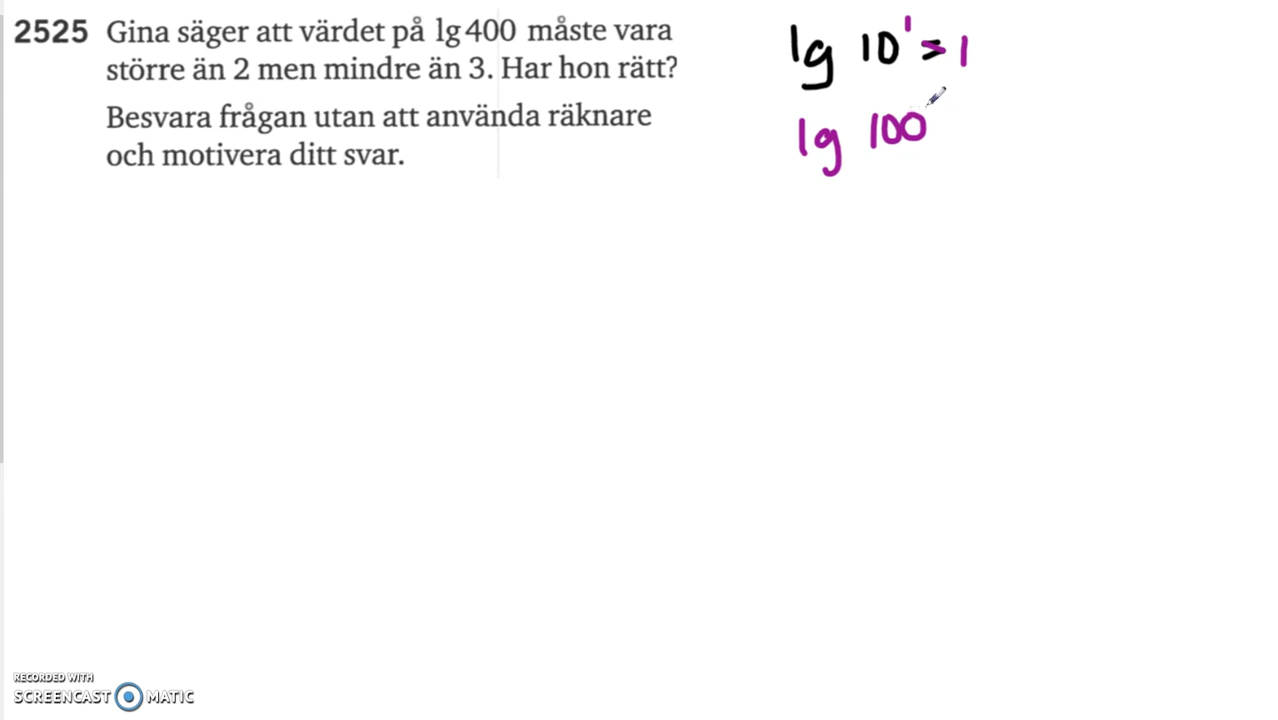 2525 Gina säger att värdet på lg 400 måste vara
större än 2 men mindre än 3. Har hon rätt?
Besvara frågan utan att använda räknare
och motivera ditt svar.
lg 10¹ = 1
lg 100
RECORDED WITH
SCREENCAST MATIC